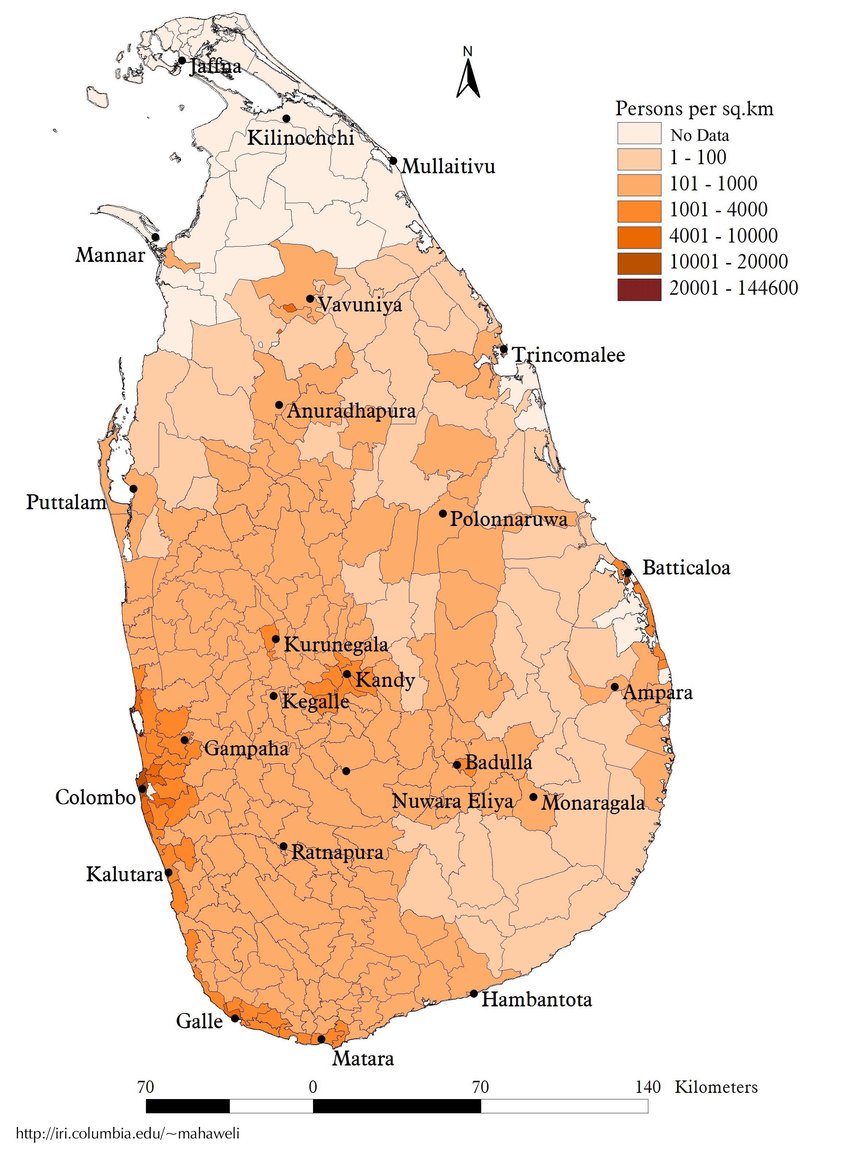 N
Jaffna
Persons per sq.km
No Data
1 - 100
101 - 1000
1001 - 4000
4001 - 10000
10001 - 20000
20001 - 144600
Kilinochchi
Mullaitivu
Mannar
Vavuniya
Trincomalee
Anuradhapura
Puttalam
Polonnaruwa
Batticaloa
Kurunegala
Kandy
Ampara
Kegalle
Gampaha
Badulla
Colombo
Nuwara Eliya
Monaragala
Ratnapura
Kalutara
Hambantota
Galle
Matara
70 0 70 140 Kilometers
http://iri.columbia.edu/~mahaweli